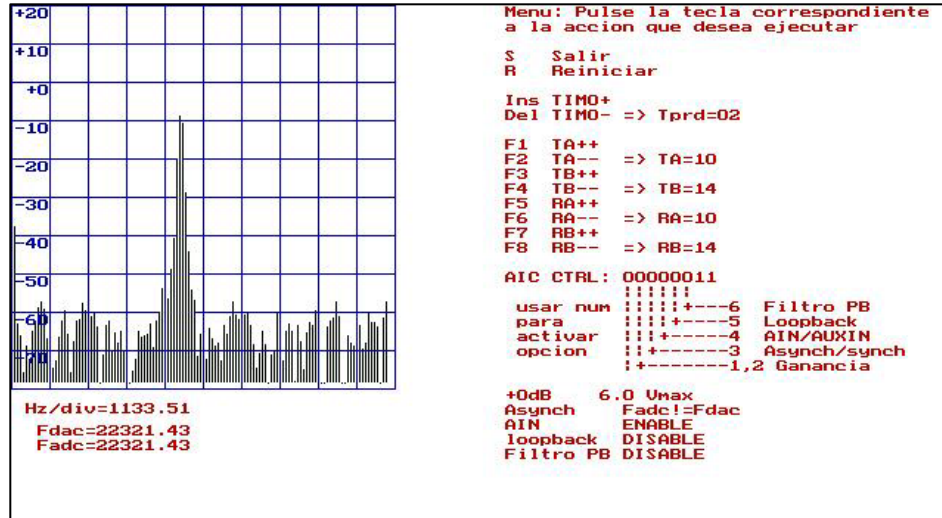 +20
+10
+0
-10
-20
-30
-40
-50
-60
-70
Hz/div=1133.51
Fdac=22321.43
Fadc=22321.43
Menu: Pulse la tecla correspondiente
a la accion que desea ejecutar
S Salir
R Reiniciar
Ins TIMO+
Del TIMO- => Tprd=02
F1 TA++
F2 TA-- => TA=10
F3 TB++
F4 TB-- => TB=14
F5 RA++
F6 RA-- => RA=10
F7 RB++
F8 RB-- => RB=14
AIC CTRL: 00000011
usar num ¦¦¦¦¦+----6 Filtro PB
para ¦¦¦¦+-----5 Loopback
activar ¦¦¦+------4 AIN/AUXIN
opcion ¦¦+-------3 Asynch/synch
¦+-------1,2 Ganancia
+0dB 6.0 Vmax
Asynch Fadc!=Fdac
AIN ENABLE
loopback DISABLE
Filtro PB DISABLE